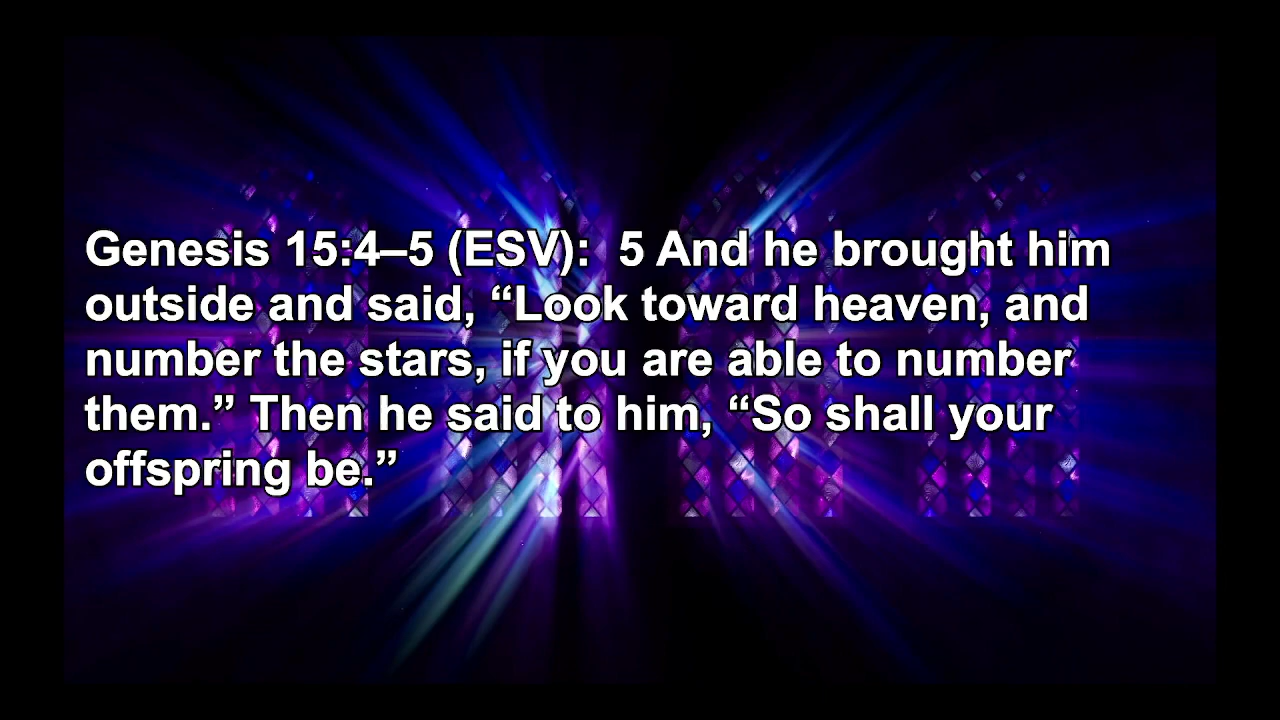 Genesis 15:4–5 (ESV):  5 And he brought him
outside and said, “Look toward heaven, and
number the stars, if you are able to number
them.” Then he said to him, “So shall your
offspring be.”